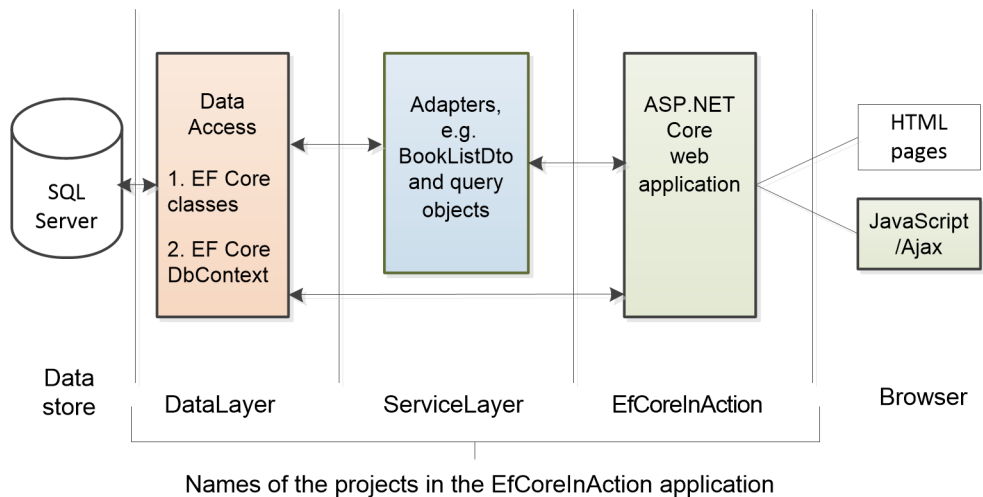 SQL
Server
Data
Access
1. EF Core
classes
2. EF Core
DbContext
Adapters,
e.g.
BookListDto
and query
objects
ASP.NET
Core
web
application
HTML
pages
JavaScript
/Ajax
Data
store
DataLayer
ServiceLayer
EfCoreInAction
Browser
Names of the projects in the EfCoreInAction application